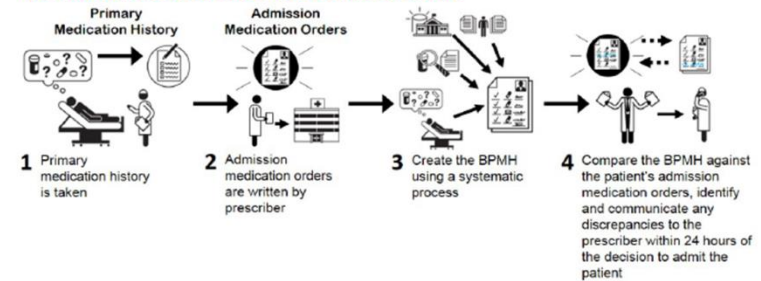 Primary
Medication History
Admission
Medication Orders
1 Primary
medication history
is taken
2 Admission
medication orders
are written by
prescriber
3 Create the BPMH
using a systematic
process
4 Compare the BPMH against
the patient's admission
medication orders, identify
and communicate any
discrepancies to the
prescriber within 24 hours of
the decision to admit the
patient